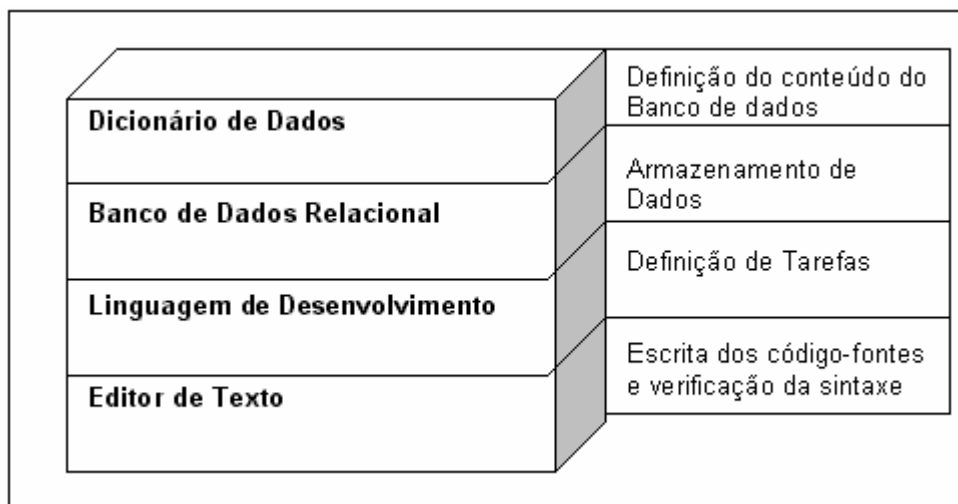 Dicionário de Dados
Definição do conteúdo do
Banco de dados
Banco de Dados Relacional
Armazenamento de
Dados
Linguagem de Desenvolvimento
Definição de Tarefas
Editor de Texto
Escrita dos código-fontes
e verificação da sintaxe